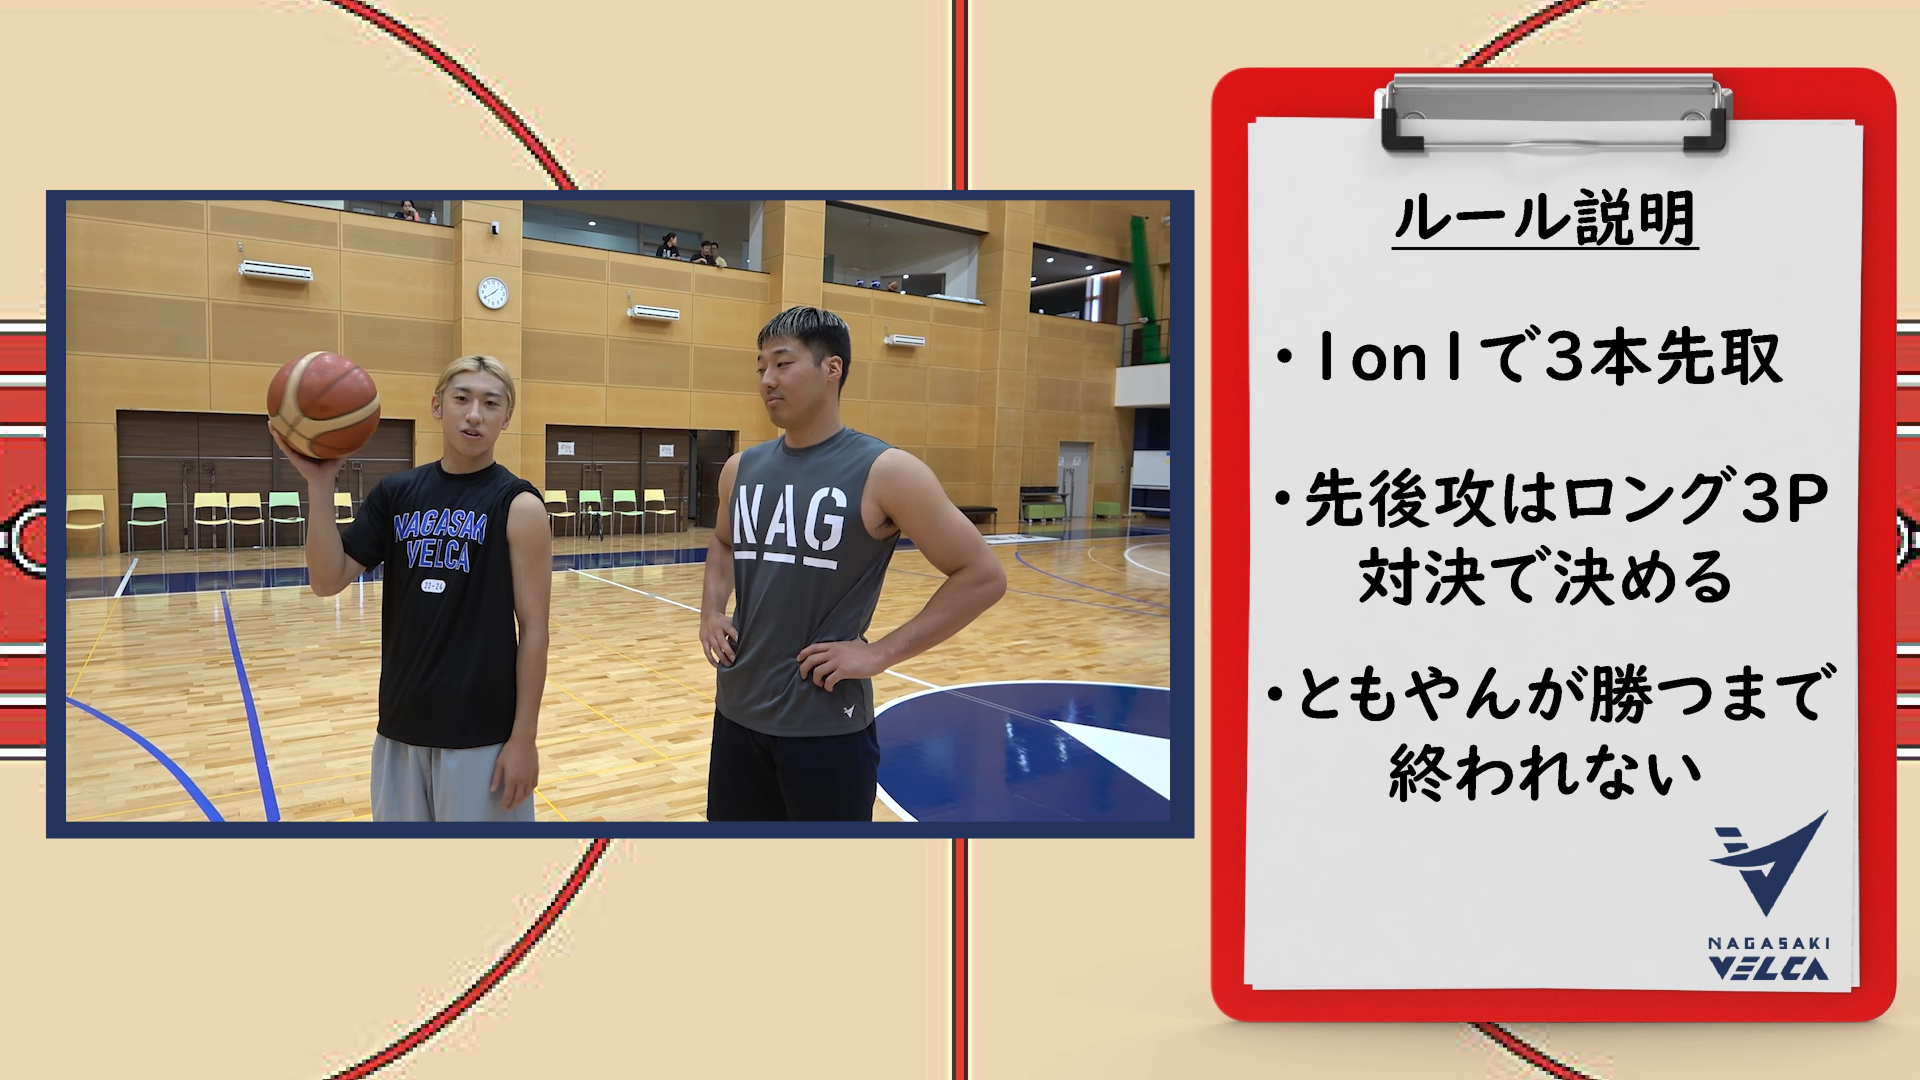 NAGASAKI
VELCA
NAG
ルール説明
・1on1で3本先取
・先後攻はロング3P
対決で決める
・ともやんが勝つまで
終われない
NAGASAKI
VELCA